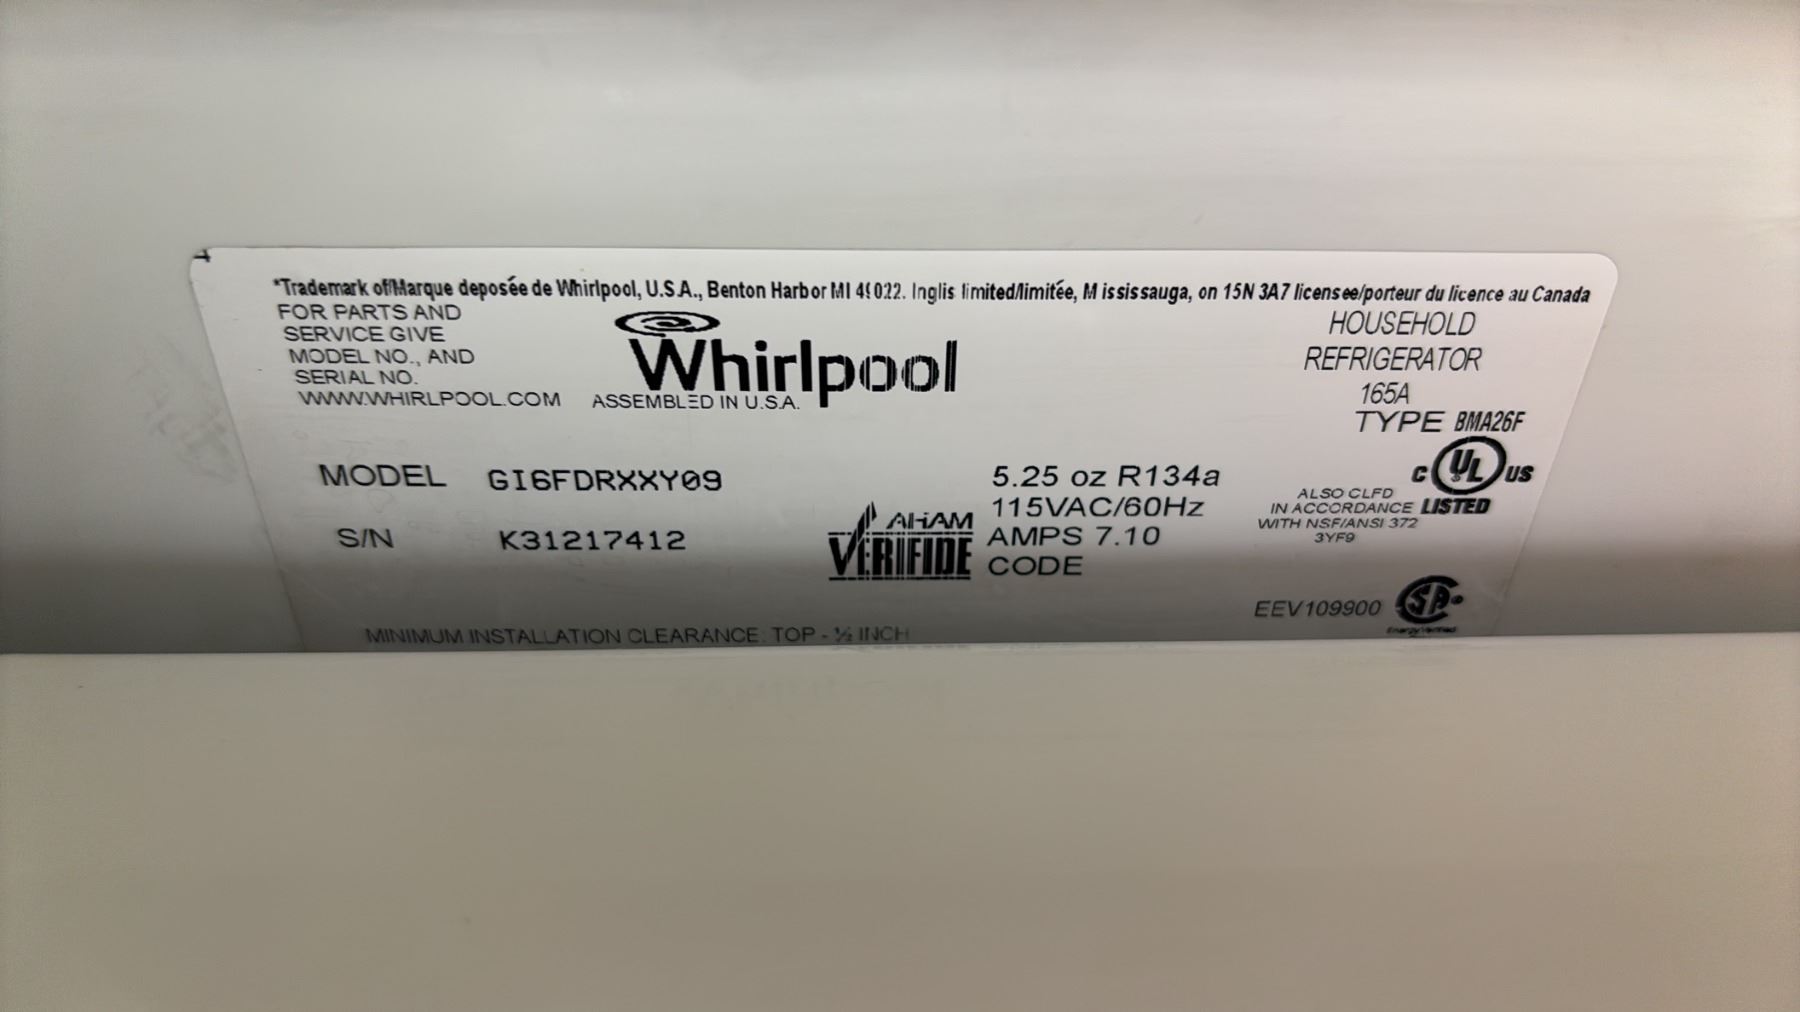 *Trademark of/Marque deposée de Whirlpool, U.S.A., Benton Harbor MI 49022. Inglis limited/limitée, Mississauga, on 15N 3A7 licensee/porteur du licence au Canada
FOR PARTS AND
SERVICE GIVE
MODEL NO., AND
SERIAL NO.
WWW.WHIRLPOOL.COM
Whirlpool
ASSEMBLED IN U.S.A.
HOUSEHOLD
REFRIGERATOR
165A
TYPE BMA26F
MODEL GI6FDRXXY09
S/N K31217412
AHAM
VERIFIDE
5.25 oz R134a
115VAC/60Hz
AMPS 7.10
CODE
C UL US
LISTED
ALSO CLFD
IN ACCORDANCE
WITH NSF/ANSI 372
3YF9
EEV109900
SA
Energy Verified
MINIMUM INSTALLATION CLEARANCE: TOP - ½ INCH